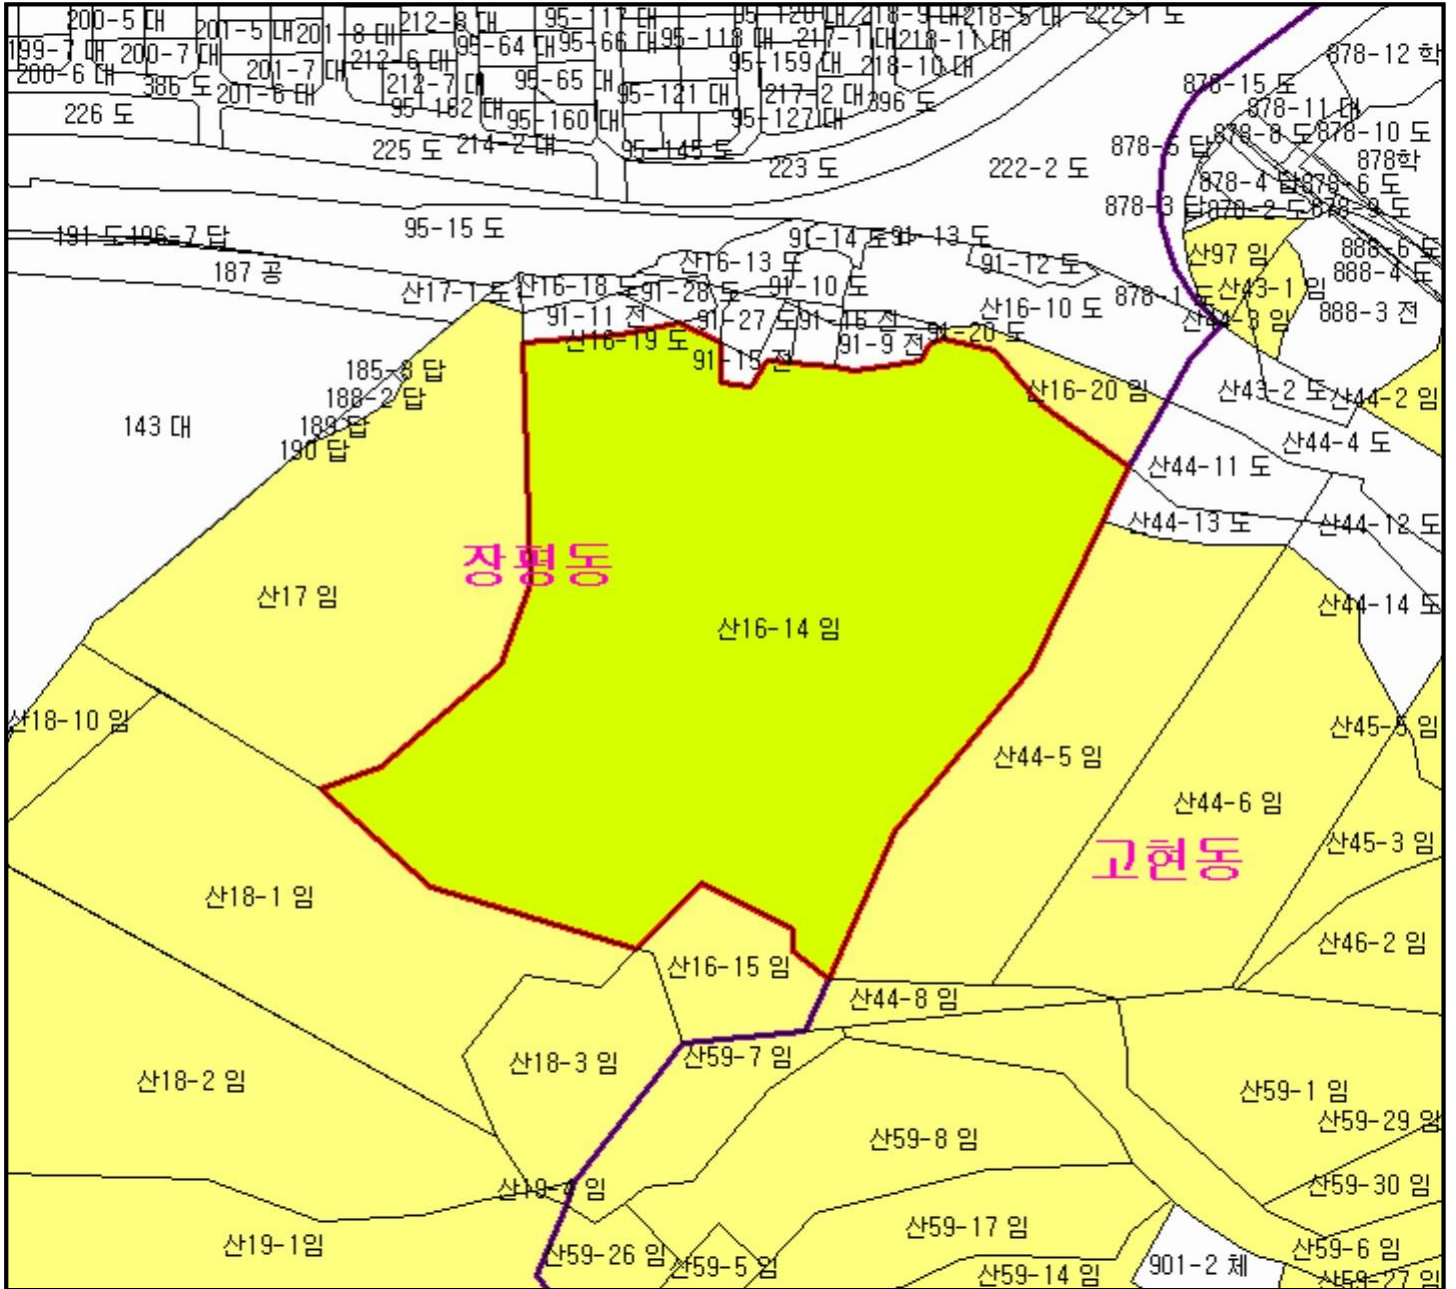 200-5 대
201-5 대
201-8 대
212-8 대
95-117 대
95-120 대
218-9 대
218-5 대
222-1 도
199-7 대
200-7 대
95-64 대
95-66 대
95-118 대
217-1 대
218-11 대
878-12 학
200-6 대
386 도
201-7 대
212-6 대
95-65 대
95-159 대
218-10 대
878-15 도
226 도
201-6 대
212-7 대
95-182 대
95-160 대
95-121 대
217-2 대
396 도
95-127 대
878-11 대
878-8 도
878-10 도
225 도
214-2 대
95-145 도
223 도
222-2 도
878-5 답
878학
878-4 답
878-6 도
878-3 답
878-2 도
878-9 도
191 도
196-7 답
95-15 도
91-14 도
91-13 도
888-6 도
187 공
산16-13 도
91-12 도
산97 임
888-4 도
산17-1 도
산16-18 도
91-28 도
91-10 도
산16-10 도
878-1 도
산43-1 임
888-3 전
91-11 전
91-27 도
91-16 전
91-20 도
산44-3 임
산16-19 도
91-15 전
91-9 전
185-8 답
188-2 답
산16-20 임
산43-2 도
산44-2 임
143 대
189 답
190 답
산44-4 도
산44-11 도
산44-13 도
산44-12 도
장평동
산17 임
산16-14 임
산44-14 도
산18-10 임
산45-5 임
산44-5 임
산44-6 임
고현동
산45-3 임
산18-1 임
산46-2 임
산16-15 임
산44-8 임
산18-3 임
산59-7 임
산18-2 임
산59-1 임
산59-29 임
산59-8 임
산19-4 임
산59-30 임
산19-1임
산59-17 임
산59-26 임
산59-5 임
산59-14 임
901-2 체
산59-6 임
산59-27 임